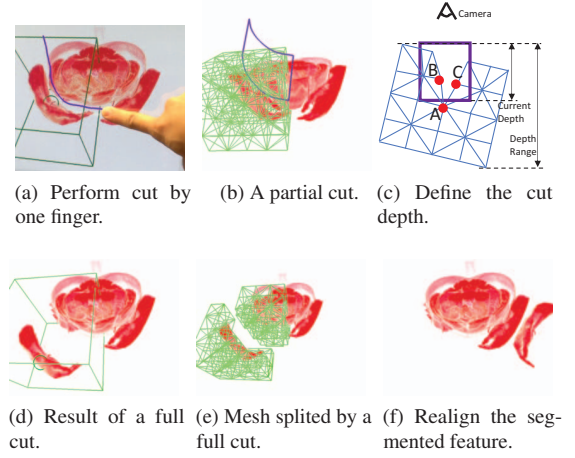 Camera
B
C
A
Current
Depth
Depth
Range
(a) Perform cut by
one finger.
(b) A partial cut.
(c) Define the cut
depth.
(d) Result of a full
cut.
(e) Mesh splited by a
full cut.
(f) Realign the seg-
mented feature.